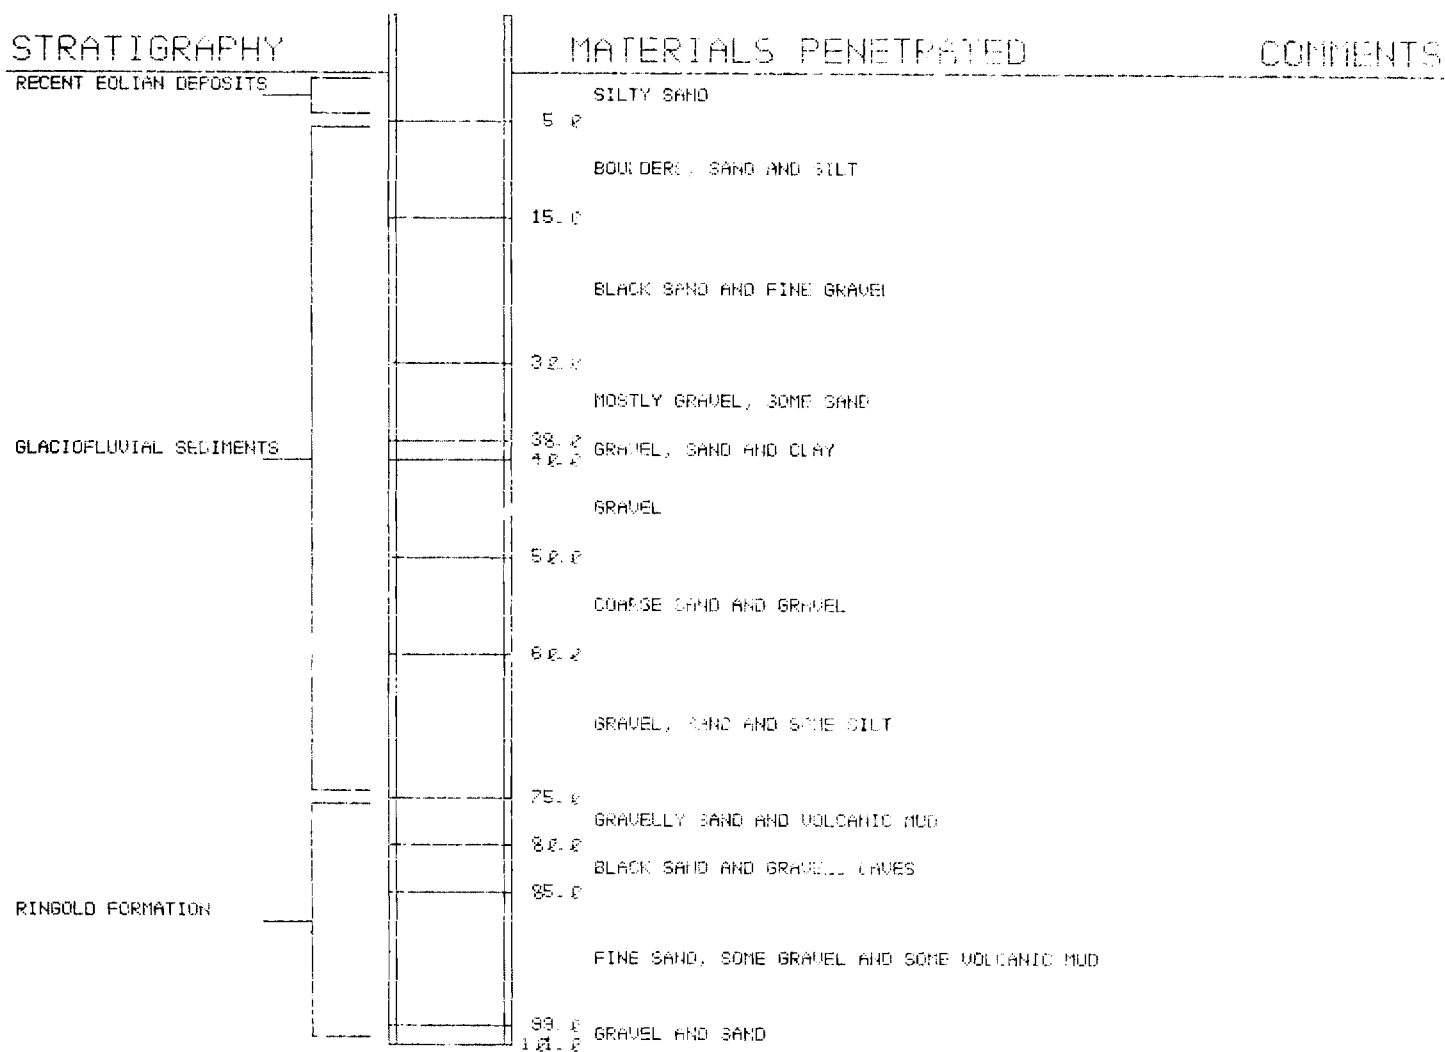 STRATIGRAPHY MATERIALS PENETRATED COMMENTS
RECENT EOLIAN DEPOSITS
SILTY SAND
5.0
BOULDERS, SAND AND SILT
15.0
BLACK SAND AND FINE GRAVEL
30.0
MOSTLY GRAVEL, SOME SAND
38.0
GLACIOFLUVIAL SEDIMENTS
GRAVEL, SAND AND CLAY
40.0
GRAVEL
50.0
COARSE SAND AND GRAVEL
60.0
GRAVEL, SAND AND SOME SILT
75.0
GRAVELLY SAND AND VOLCANIC MUD
80.0
BLACK SAND AND CAVES
85.0
RINGOLD FORMATION
FINE SAND, SOME GRAVEL AND SOME VOLCANIC MUD
99.0
GRAVEL AND SAND
101.0